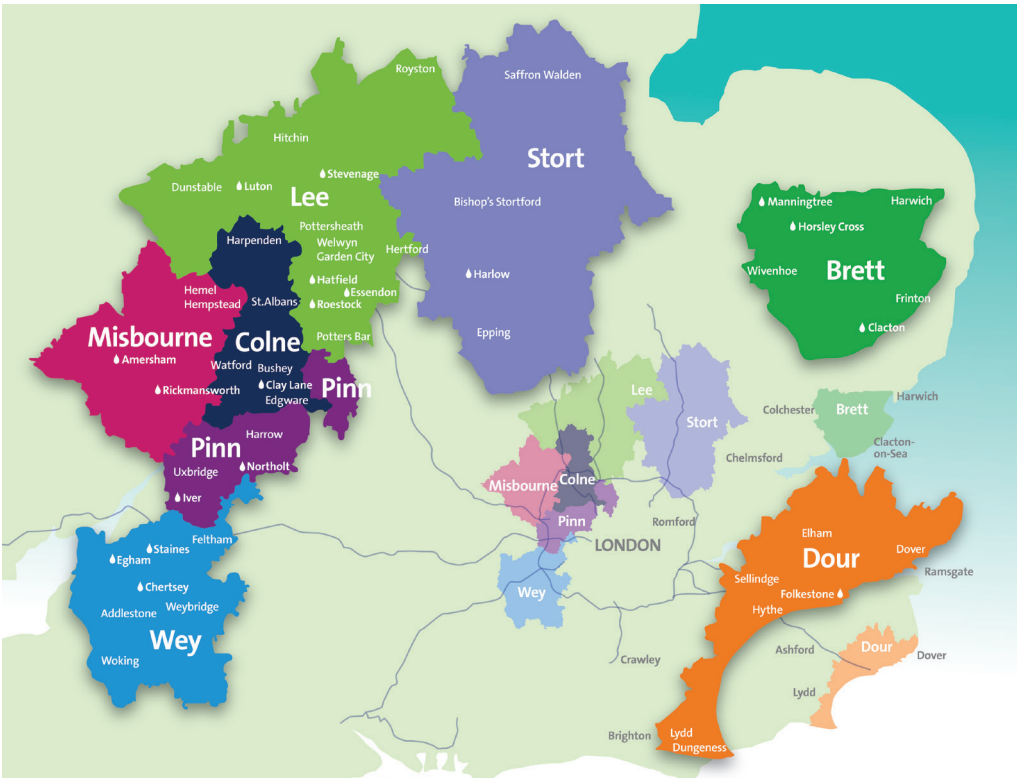 Royston
Saffron Walden
Hitchin
Stort
Stevenage
Dunstable
Luton
Lee
Bishop's Stortford
Manningtree
Harwich
Horsley Cross
Pottersheath
Welwyn
Garden City
Hertford
Harpenden
Brett
Wivenhoe
Harlow
Hatfield
Essendon
Roestock
Hemel
Hempstead
St.Albans
Frinton
Clacton
Epping
Potters Bar
Misbourne
Colne
Amersham
Watford
Bushey
Clay Lane
Edgware
Pinn
Rickmansworth
Lee
Harwich
Colchester
Brett
Stort
Pinn
Harrow
Clacton-
on-Sea
Chelmsford
Uxbridge
Northolt
Misbourne
Colne
Iver
Pinn
Romford
Elham
Feltham
LONDON
Dover
Staines
Egham
Dour
Ramsgate
Sellindge
Chertsey
Wey
Folkestone
Addlestone
Weybridge
Hythe
Wey
Ashford
Dour
Dover
Woking
Crawley
Lydd
Brighton
Lydd
Dungeness